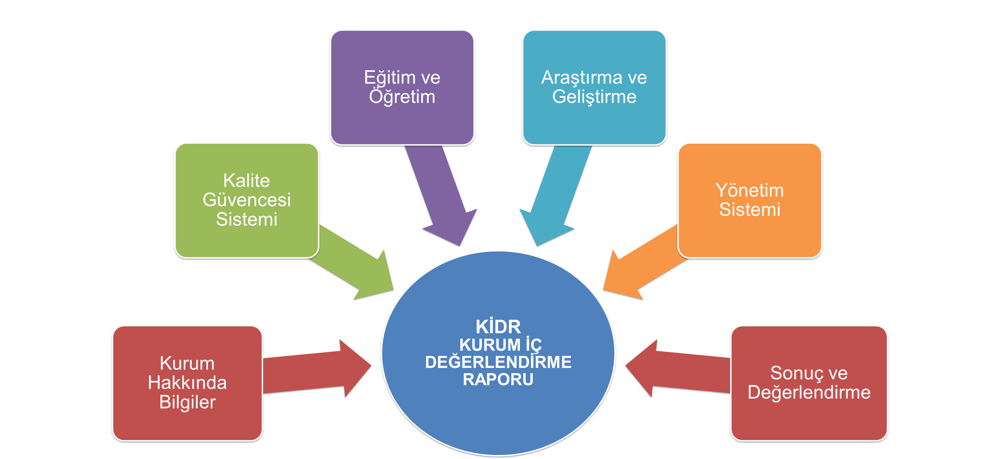 Eğitim ve
Öğretim
Araştırma ve
Geliştirme
Kalite
Güvencesi
Sistemi
Yönetim
Sistemi
KİDR
KURUM İÇ
DEĞERLENDİRME
RAPORU
Kurum
Hakkında
Bilgiler
Sonuç ve
Değerlendirme